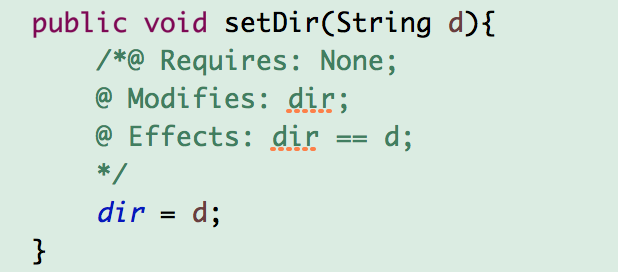 public void setDir(String d){
/*@ Requires: None;
@ Modifies: dir;
@ Effects: dir == d;
*/
dir = d;
}